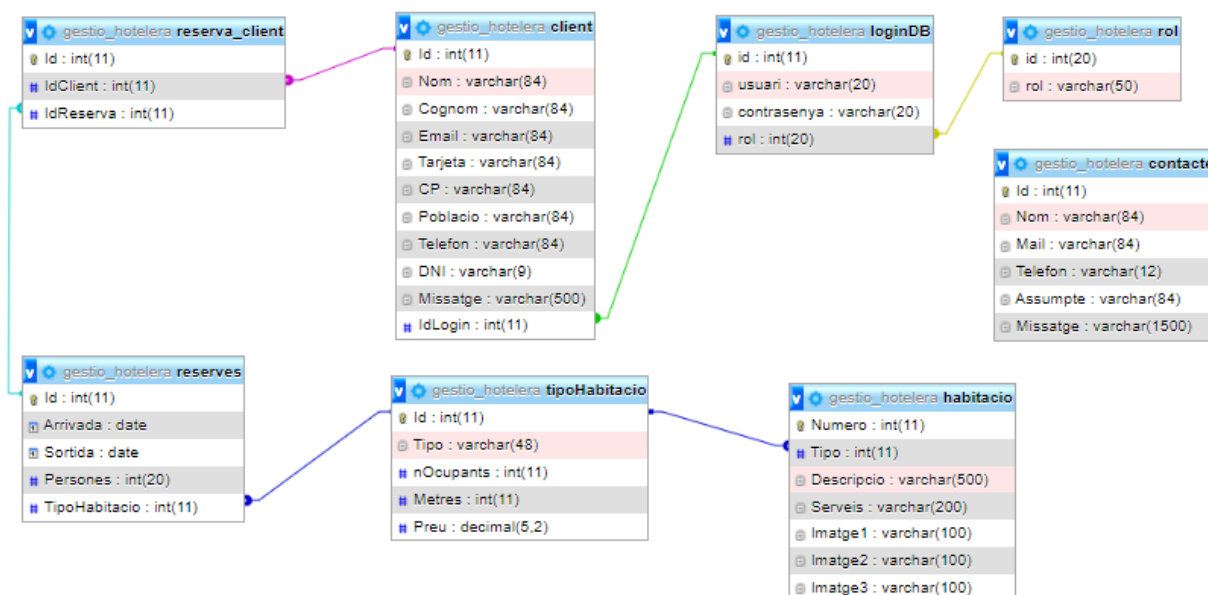 gestio_hotelera reserva_client
Id : int(11)
IdClient : int(11)
IdReserva : int(11)
gestio_hotelera client
Id : int(11)
Nom : varchar(84)
Cognom : varchar(84)
Email : varchar(84)
Tarjeta : varchar(84)
CP : varchar(84)
Poblacio : varchar(84)
Telefon : varchar(84)
DNI : varchar(9)
Missatge : varchar(500)
IdLogin : int(11)
gestio_hotelera loginDB
id : int(11)
usuari : varchar(20)
contrasenya : varchar(20)
rol : int(20)
gestio_hotelera rol
id : int(20)
rol : varchar(50)
gestio_hotelera contacte
Id : int(11)
Nom : varchar(84)
Mail : varchar(84)
Telefon : varchar(12)
Assumpte : varchar(84)
Missatge : varchar(1500)
gestio_hotelera reserves
Id : int(11)
Arrivada : date
Sortida : date
Persones : int(20)
TipoHabitacio : int(11)
gestio_hotelera tipoHabitacio
Id : int(11)
Tipo : varchar(48)
nOcupants : int(11)
Metres : int(11)
Preu : decimal(5,2)
gestio_hotelera habitacio
Numero : int(11)
Tipo : int(11)
Descripcio : varchar(500)
Serveis : varchar(200)
Imatge1 : varchar(100)
Imatge2 : varchar(100)
Imatge3 : varchar(100)